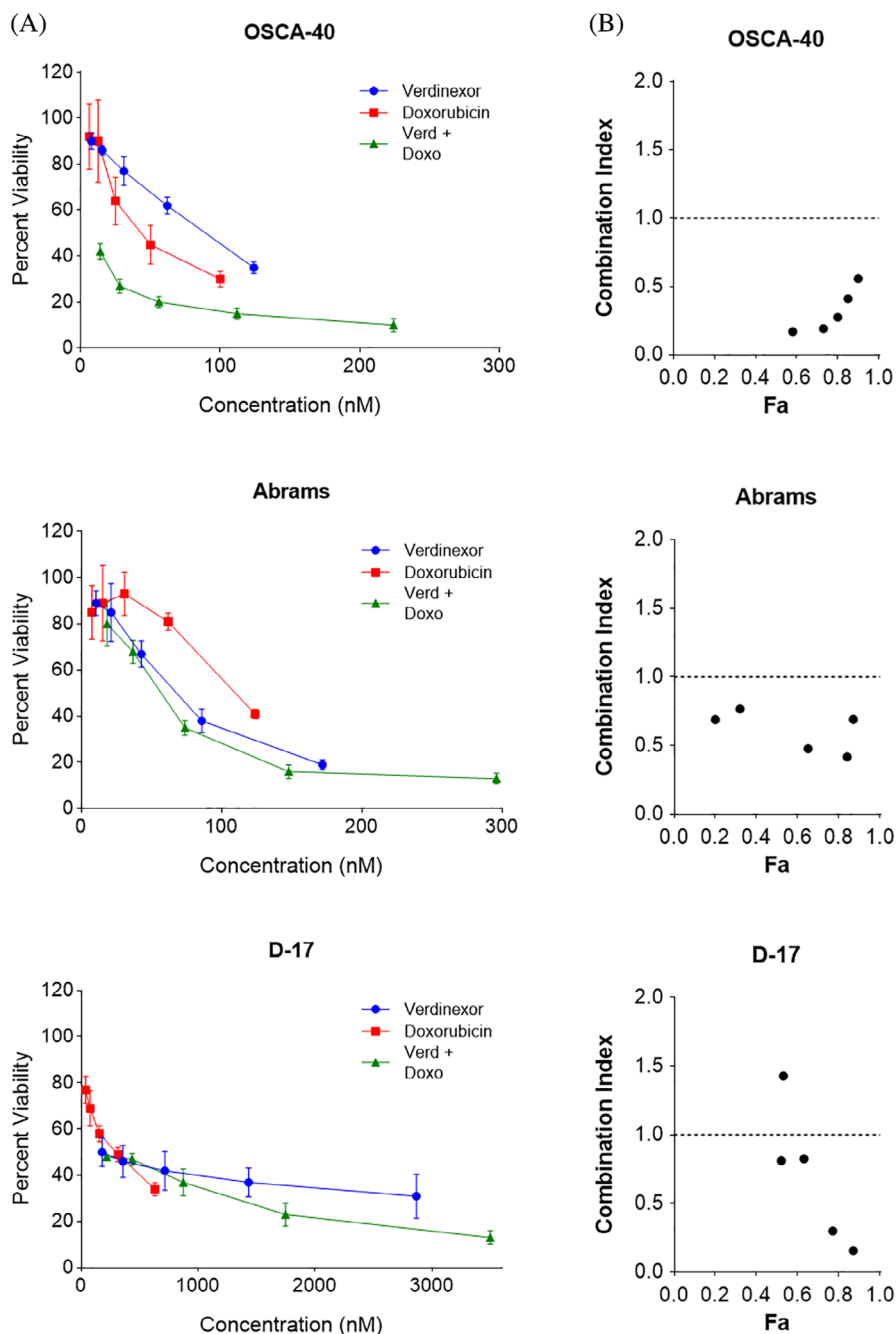 (A)
OSCA-40
120
100
80
60
40
20
0
Percent Viability
0 100 200 300
Concentration (nM)
Verdinexor
Doxorubicin
Verd +
Doxo
(B)
OSCA-40
2.0
1.5
1.0
0.5
0.0
Combination Index
0.0 0.2 0.4 0.6 0.8 1.0
Fa
Abrams
120
100
80
60
40
20
0
Percent Viability
0 100 200 300
Concentration (nM)
Verdinexor
Doxorubicin
Verd +
Doxo
Abrams
2.0
1.5
1.0
0.5
0.0
Combination Index
0.0 0.2 0.4 0.6 0.8 1.0
Fa
D-17
120
100
80
60
40
20
0
Percent Viability
0 1000 2000 3000
Concentration (nM)
Verdinexor
Doxorubicin
Verd +
Doxo
D-17
2.0
1.5
1.0
0.5
0.0
Combination Index
0.0 0.2 0.4 0.6 0.8 1.0
Fa